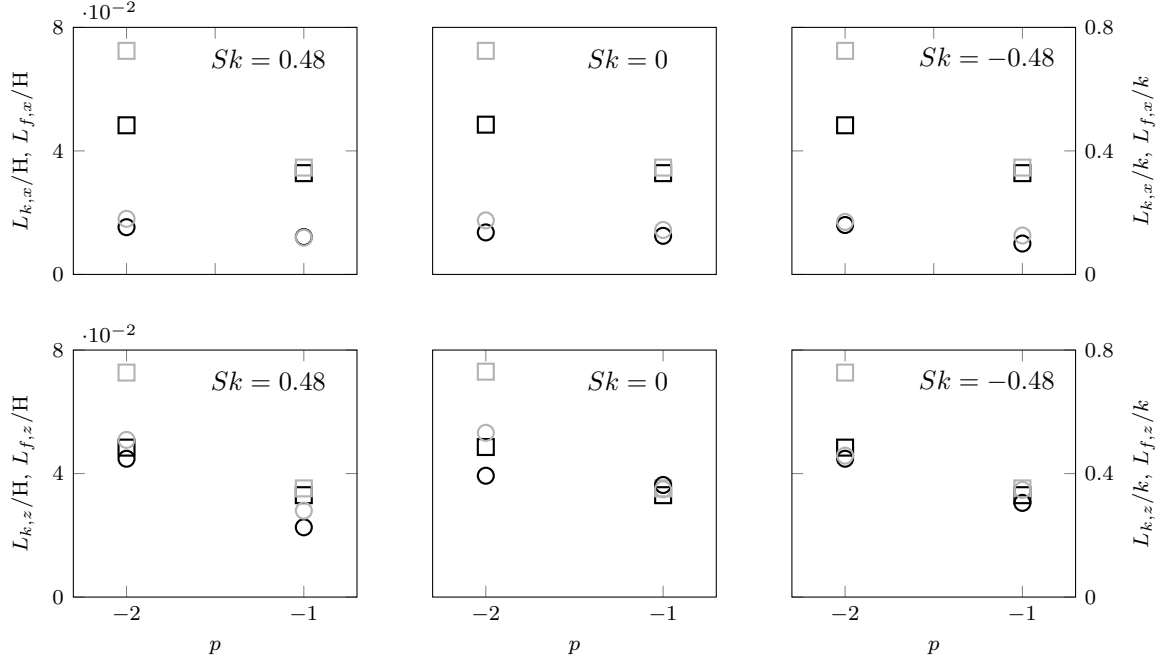 ·10⁻²
8
4
0
L_{k,x}/H, L_{f,x}/H
Sk = 0.48
Sk = 0
Sk = −0.48
0.8
0.4
0
L_{k,x}/k, L_{f,x}/k
·10⁻²
8
4
0
L_{k,z}/H, L_{f,z}/H
Sk = 0.48
Sk = 0
Sk = −0.48
0.8
0.4
0
L_{k,z}/k, L_{f,z}/k
−2 −1 −2 −1 −2 −1
p p p